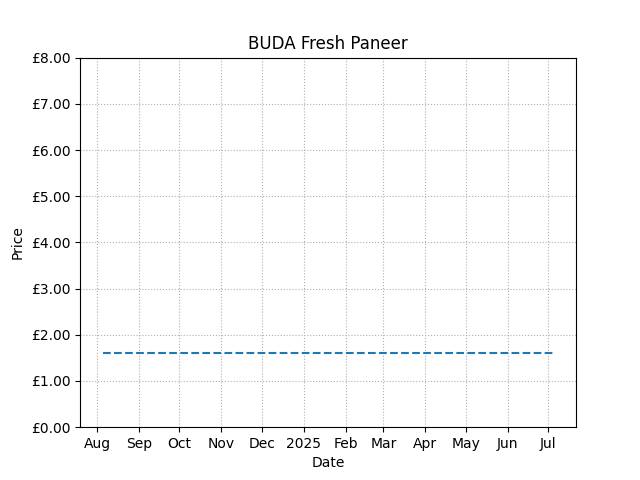 BUDA Fresh Paneer
£8.00
£7.00
£6.00
£5.00
£4.00
£3.00
£2.00
£1.00
£0.00
Price
Aug Sep Oct Nov Dec 2025 Feb Mar Apr May Jun Jul
Date